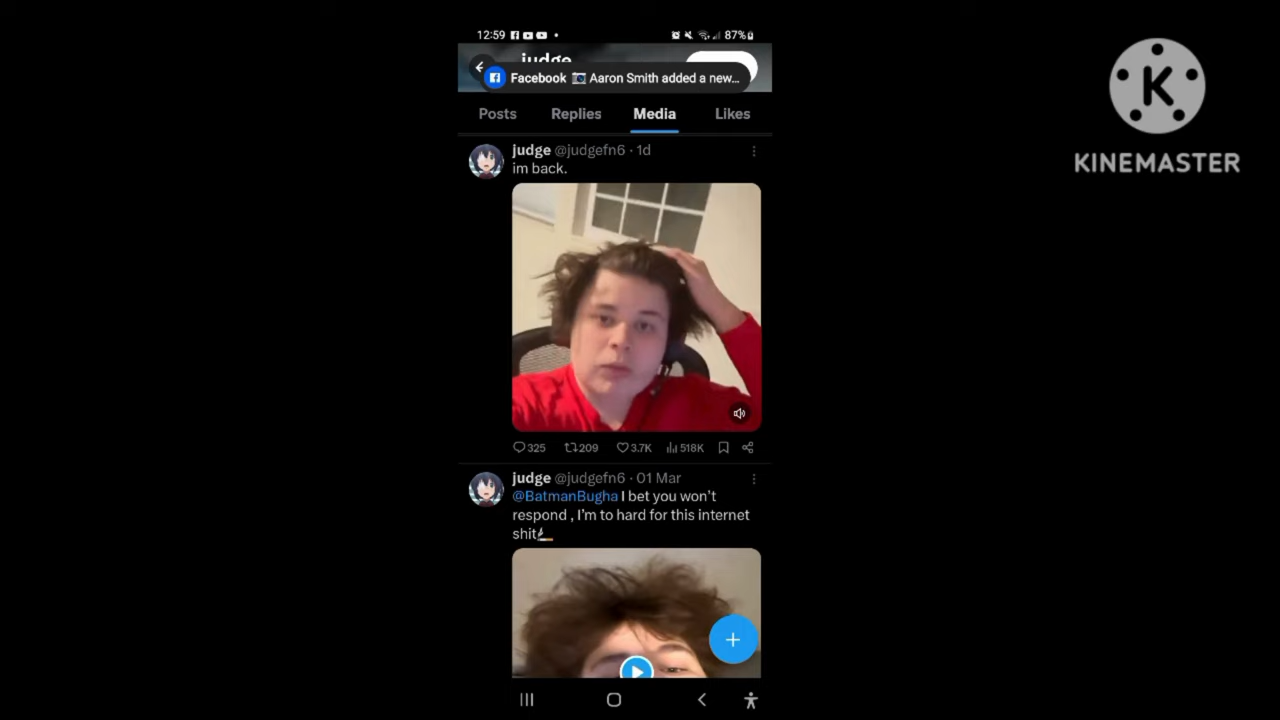 12:59
87%
judge
Facebook Aaron Smith added a new...
Posts Replies Media Likes
judge @judgefn6 · 1d
im back.
325 209 3.7K 518K
judge @judgefn6 · 01 Mar
@BatmanBugha I bet you won't
respond , I'm to hard for this internet
shit
K
KINEMASTER